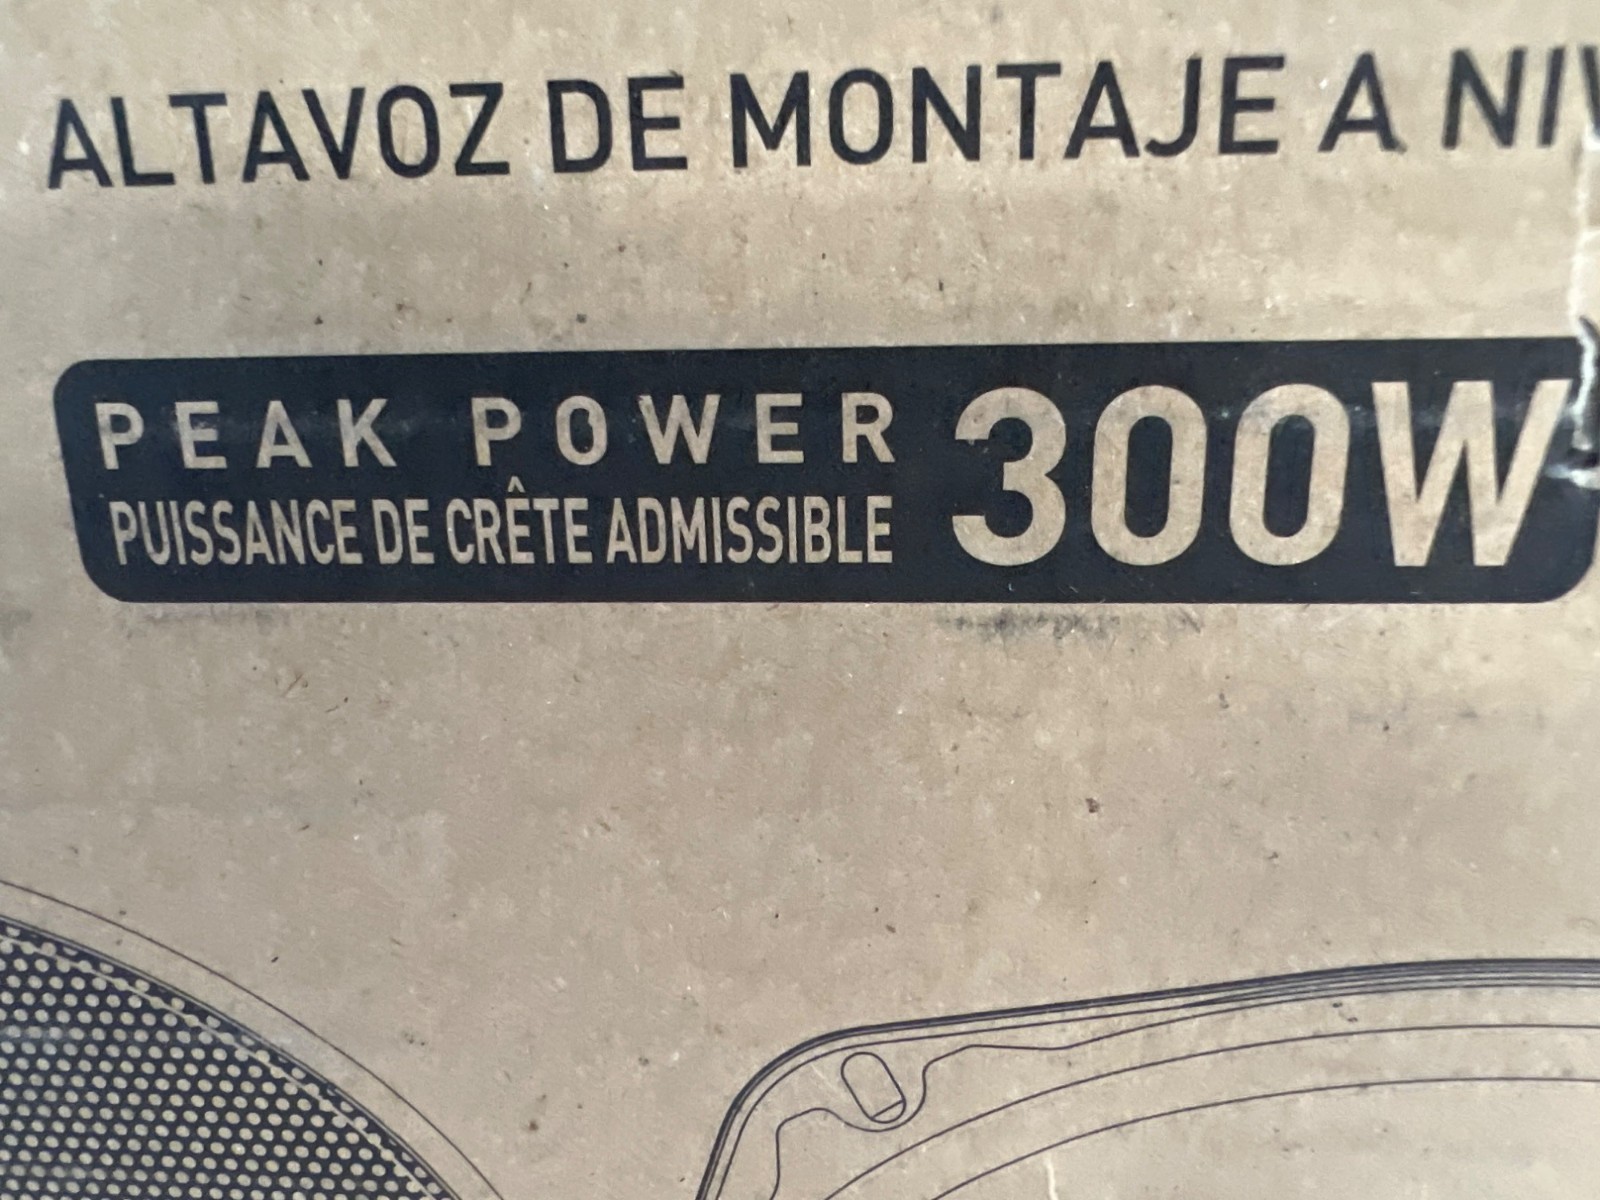 ALTAVOZ DE MONTAJE A
PEAK POWER 300W
PUISSANCE DE CRÊTE ADMISSIBLE